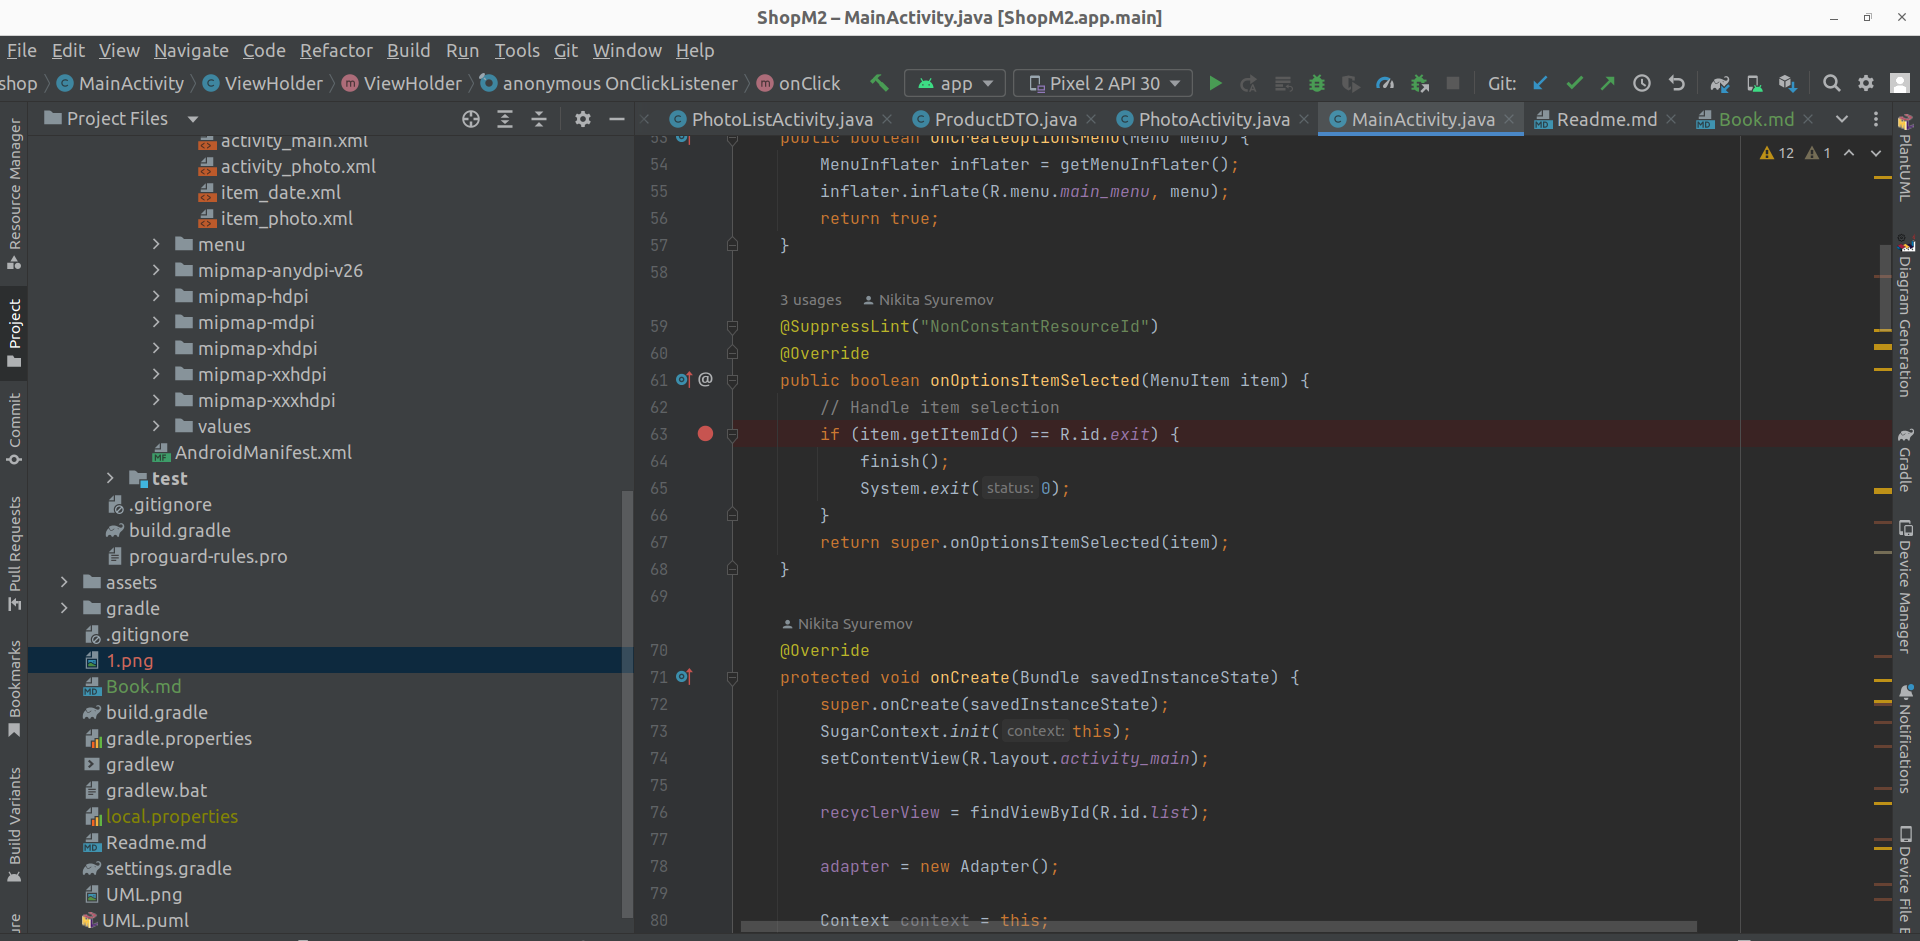 ShopM2 – MainActivity.java [ShopM2.app.main]
File Edit View Navigate Code Refactor Build Run Tools Git Window Help
shop MainActivity ViewHolder ViewHolder anonymous OnClickListener onClick app Pixel 2 API 30 Git:
Project Files
PhotoListActivity.java ProductDTO.java PhotoActivity.java MainActivity.java Readme.md Book.md
Resource Manager
Project
Commit
Pull Requests
Bookmarks
Build Variants
activity_main.xml
activity_photo.xml
item_date.xml
item_photo.xml
menu
mipmap-anydpi-v26
mipmap-hdpi
mipmap-mdpi
mipmap-xhdpi
mipmap-xxhdpi
mipmap-xxxhdpi
values
AndroidManifest.xml
test
.gitignore
build.gradle
proguard-rules.pro
assets
gradle
.gitignore
1.png
Book.md
build.gradle
gradle.properties
gradlew
gradlew.bat
local.properties
Readme.md
settings.gradle
UML.png
UML.puml
12 1
53 public boolean onCreateOptionsMenu(Menu menu) {
54 MenuInflater inflater = getMenuInflater();
55 inflater.inflate(R.menu.main_menu, menu);
56 return true;
57 }
58
3 usages Nikita Syuremov
59 @SuppressLint("NonConstantResourceId")
60 @Override
61 @ public boolean onOptionsItemSelected(MenuItem item) {
62 // Handle item selection
63 if (item.getItemId() == R.id.exit) {
64 finish();
65 System.exit( status: 0);
66 }
67 return super.onOptionsItemSelected(item);
68 }
69
Nikita Syuremov
70 @Override
71 protected void onCreate(Bundle savedInstanceState) {
72 super.onCreate(savedInstanceState);
73 SugarContext.init( context: this);
74 setContentView(R.layout.activity_main);
75
76 recyclerView = findViewById(R.id.list);
77
78 adapter = new Adapter();
79
80 Context context = this;
PlantUML
Diagram Generation
Gradle
Device Manager
Notifications
Device File E